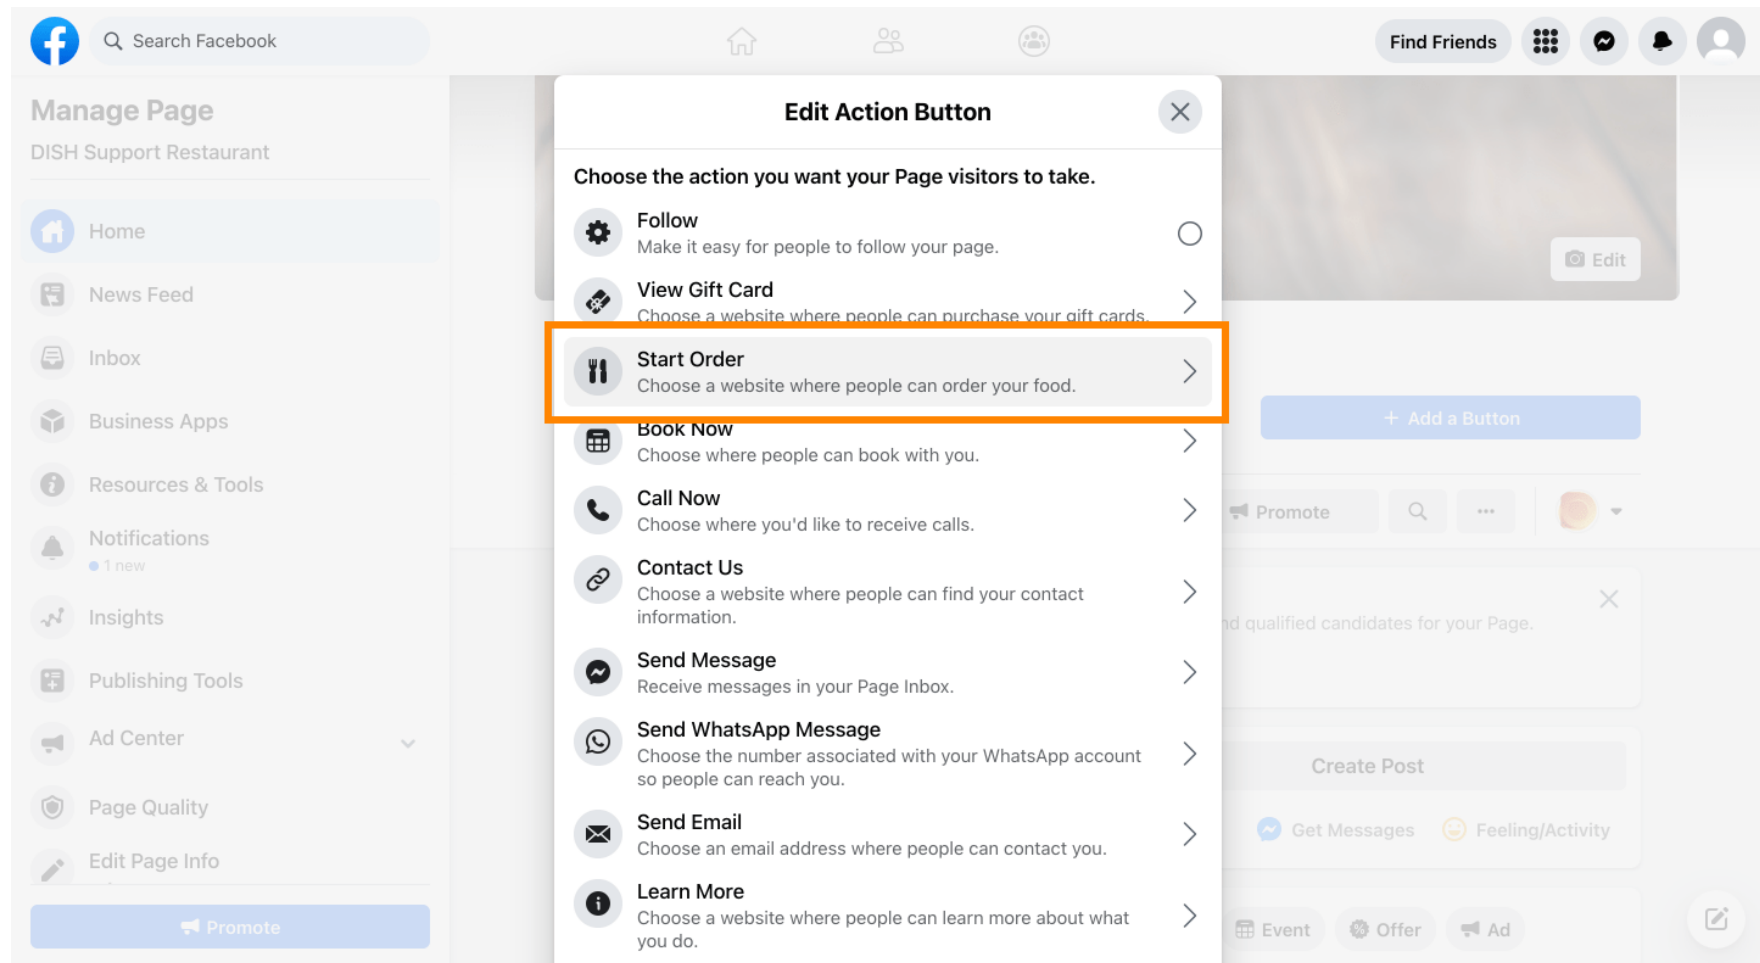 Search Facebook
Find Friends
Manage Page
DISH Support Restaurant
Home
News Feed
Inbox
Business Apps
Resources & Tools
Notifications
1 new
Insights
Publishing Tools
Ad Center
Page Quality
Edit Page Info
Promote
Edit Action Button
Choose the action you want your Page visitors to take.
Follow
Make it easy for people to follow your page.
View Gift Card
Choose a website where people can purchase your gift cards.
Start Order
Choose a website where people can order your food.
Book Now
Choose where people can book with you.
Call Now
Choose where you'd like to receive calls.
Contact Us
Choose a website where people can find your contact
information.
Send Message
Receive messages in your Page Inbox.
Send WhatsApp Message
Choose the number associated with your WhatsApp account
so people can reach you.
Send Email
Choose an email address where people can contact you.
Learn More
Choose a website where people can learn more about what
you do.
Edit
+ Add a Button
Promote
qualified candidates for your Page.
Create Post
Get Messages
Feeling/Activity
Event
Offer
Ad